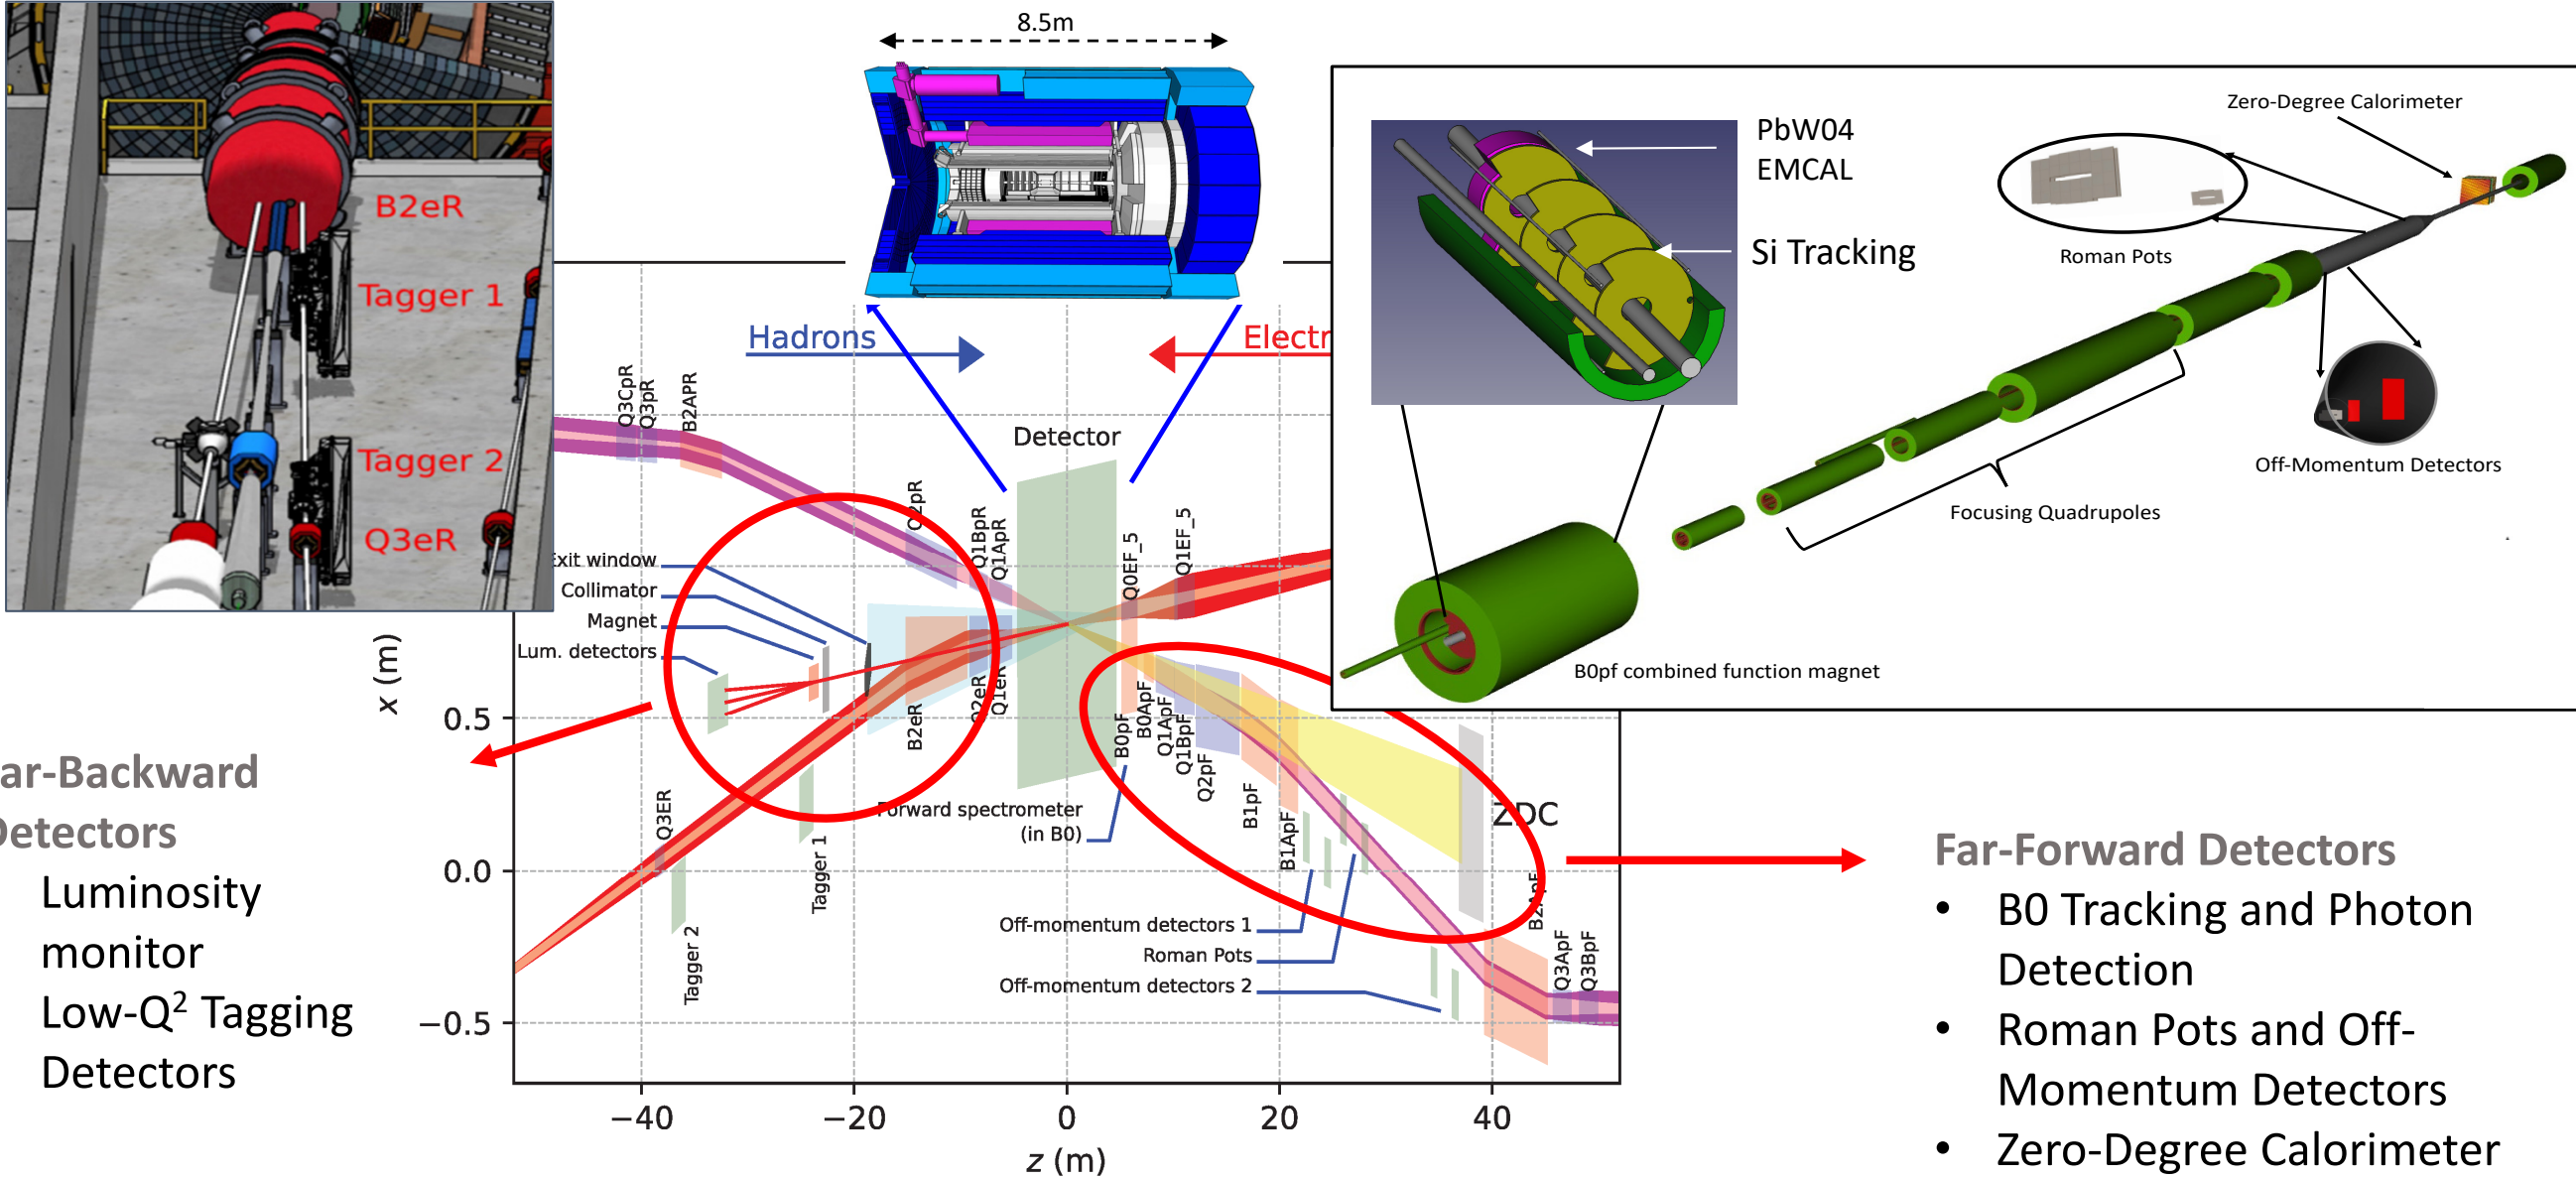 8.5m
B2eR
Tagger 1
Tagger 2
Q3eR
Hadrons
Electr
Detector
Q3CpR
Q3pR
B2APR
Q2pR
Q1BpR
Q1ApR
Q0EF_5
Q1EF_5
Exit window
Collimator
Magnet
Lum. detectors
B2eR
Q2eR
Q1eR
B0pF
B0ApF
Q1ApF
Q1BpF
Q2pF
B1pF
B1ApF
Forward spectrometer
(in B0)
Q3ER
Tagger 1
Tagger 2
ZDC
B2ApF
Q3ApF
Q3BpF
Off-momentum detectors 1
Roman Pots
Off-momentum detectors 2
x (m)
0.5
0.0
−0.5
−40
−20
0
20
40
z (m)
PbW04
EMCAL
Si Tracking
Zero-Degree Calorimeter
Roman Pots
Off-Momentum Detectors
Focusing Quadrupoles
B0pf combined function magnet
ar-Backward
Detectors
Luminosity
monitor
Low-Q² Tagging
Detectors
Far-Forward Detectors
• B0 Tracking and Photon
Detection
• Roman Pots and Off-
Momentum Detectors
• Zero-Degree Calorimeter